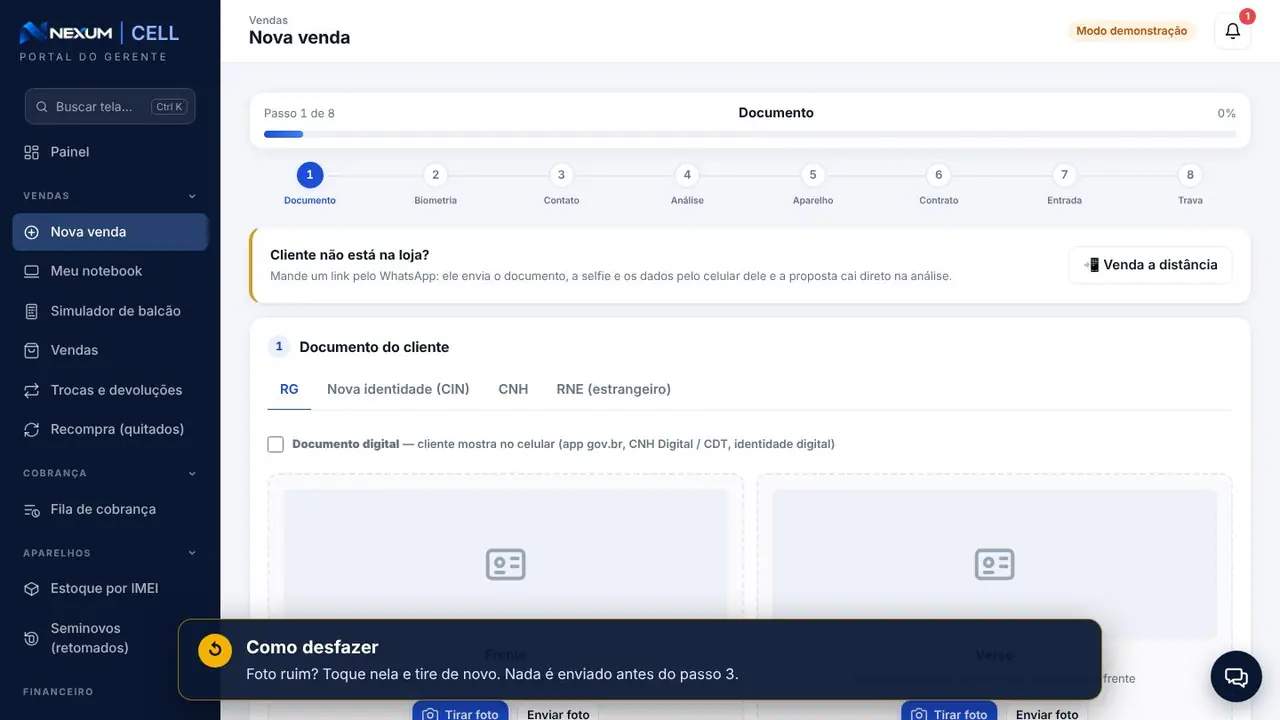 NEXUM | CELL
PORTAL DO GERENTE
Buscar tela... Ctrl K
Painel
VENDAS
Nova venda
Meu notebook
Simulador de balcão
Vendas
Trocas e devoluções
Recompra (quitados)
COBRANÇA
Fila de cobrança
APARELHOS
Estoque por IMEI
Seminovos
(retomados)
FINANCEIRO
Vendas
Nova venda
Modo demonstração
1
Passo 1 de 8
Documento
0%
1 2 3 4 5 6 7 8
Documento Biometria Contato Análise Aparelho Contrato Entrada Trava
Cliente não está na loja?
Mande um link pelo WhatsApp: ele envia o documento, a selfie e os dados pelo celular dele e a proposta cai direto na análise.
Venda a distância
1 Documento do cliente
RG Nova identidade (CIN) CNH RNE (estrangeiro)
Documento digital — cliente mostra no celular (app gov.br, CNH Digital / CDT, identidade digital)
Frente Verso
frente
Como desfazer
Foto ruim? Toque nela e tire de novo. Nada é enviado antes do passo 3.
Tirar foto Enviar foto Tirar foto Enviar foto